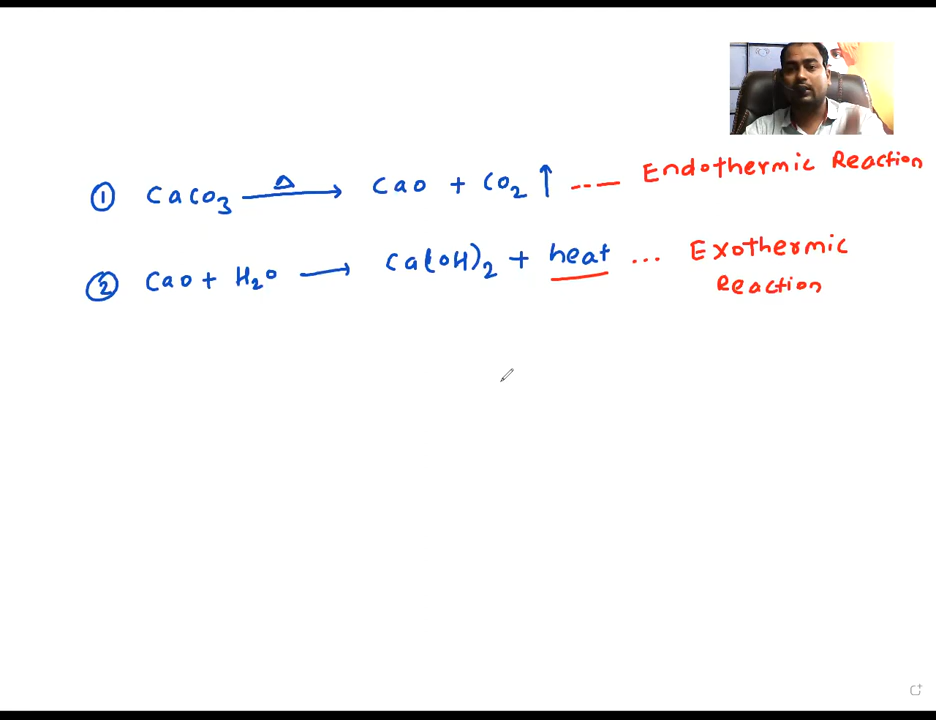 ① CaCO3 —Δ→ CaO + CO2 ↑ ---- Endothermic Reaction
② CaO + H2O → Ca(OH)2 + heat ... Exothermic
Reaction